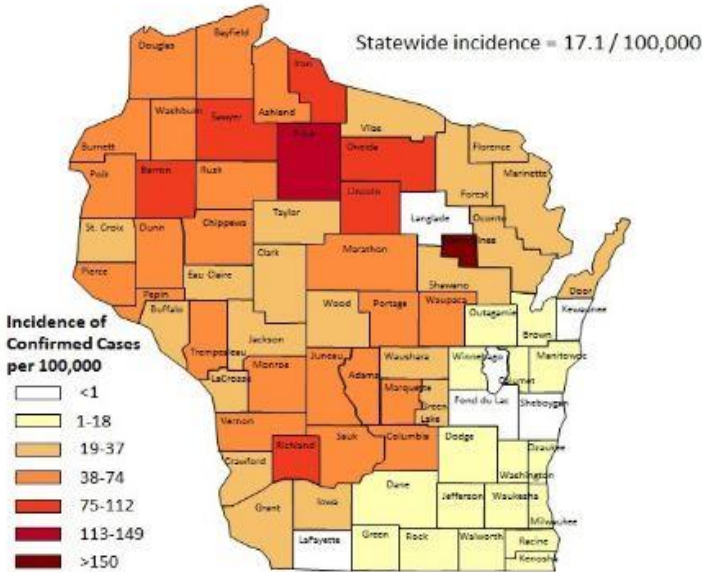 Statewide incidence = 17.1 / 100,000
Douglas
Bayfield
Iron
Ashland
Vilas
Washburn
Sawyer
Florence
Burnett
Oneida
Marinette
Polk
Barron
Rusk
Forest
Lincoln
Langlade
Oconto
Taylor
St. Croix
Dunn
Chippewa
Marathon
Clark
Pierce
Eau Claire
Shawano
Pepin
Door
Buffalo
Wood
Portage
Waupaca
Outagamie
Kewaunee
Brown
Jackson
Trempealeau
Monroe
Juneau
Adams
Waushara
Winnebago
Manitowoc
LaCrosse
Marquette
Green
Lake
Fond du Lac
Sheboygan
Vernon
Richland
Sauk
Columbia
Dodge
Crawford
Washington
Dane
Jefferson
Waukesha
Grant
Iowa
Milwaukee
LaFayette
Green
Rock
Walworth
Racine
Kenosha
Incidence of
Confirmed Cases
per 100,000
<1
1-18
19-37
38-74
75-112
113-149
>150